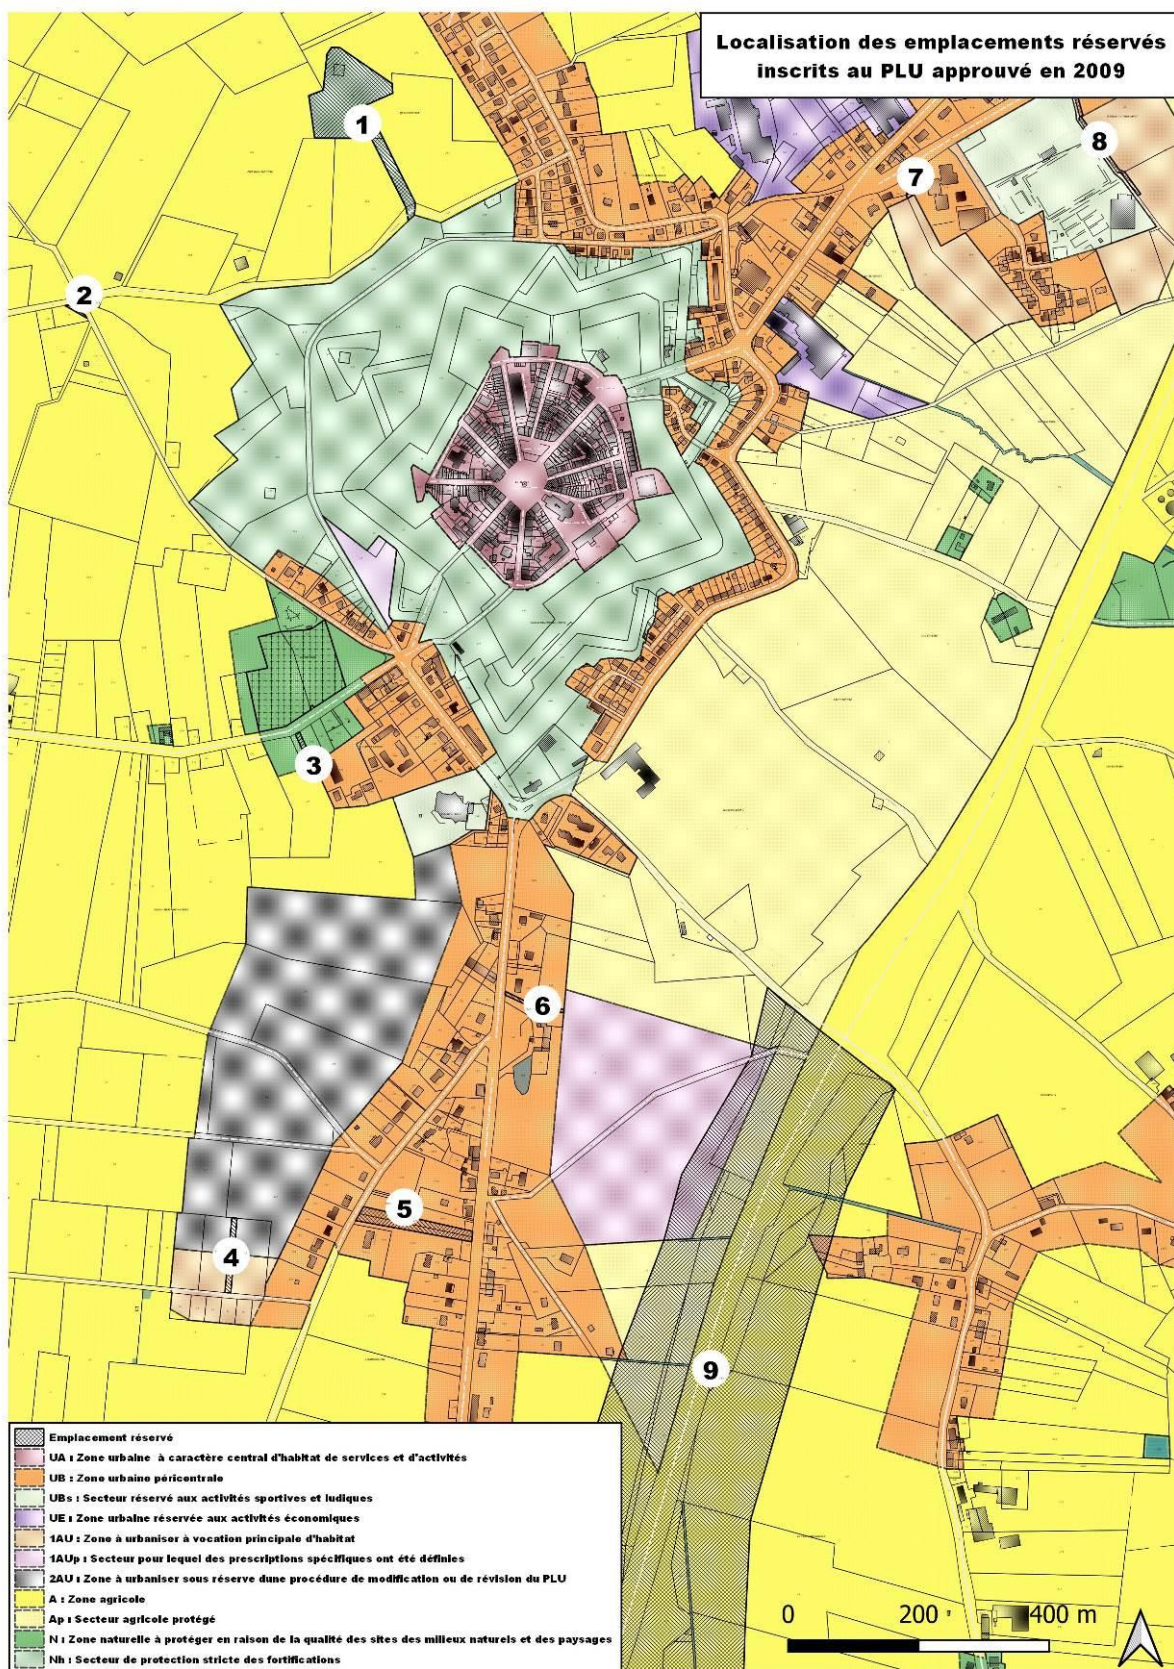 Localisation des emplacements réservés
inscrits au PLU approuvé en 2009
1
8
7
2
3
6
5
4
9
Emplacement réservé
UA : Zone urbaine à caractère central d'habitat de services et d'activités
UB : Zone urbaine péricentrale
UBs : Secteur réservé aux activités sportives et ludiques
UE : Zone urbaine réservée aux activités économiques
1AU : Zone à urbaniser à vocation principale d'habitat
1AUp : Secteur pour lequel des prescriptions spécifiques ont été définies
2AU : Zone à urbaniser sous réserve dune procédure de modification ou de révision du PLU
A : Zone agricole
Ap : Secteur agricole protégé
N : Zone naturelle à protéger en raison de la qualité des sites des milieux naturels et des paysages
Nh : Secteur de protection stricte des fortifications
0 200 400 m